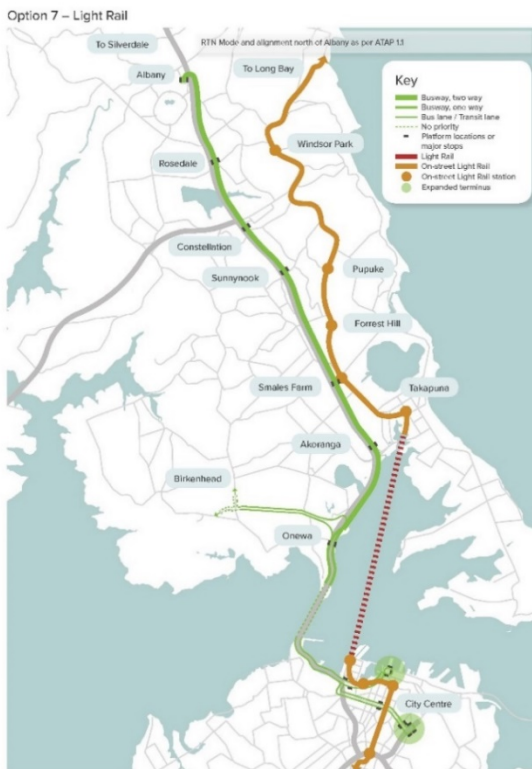 Option 7 – Light Rail
To Silverdale
RTN Mode and alignment north of Albany as per ATAP 1.1
Albany
To Long Bay
Key
Busway, two way
Busway, one way
Bus lane / Transit lane
No priority
Platform locations or
major stops
Light Rail
On-street Light Rail
On-street Light Rail station
Expanded terminus
Windsor Park
Rosedale
Constellation
Sunnynook
Pupuke
Forrest Hill
Smales Farm
Takapuna
Akoranga
Birkenhead
Onewa
City Centre